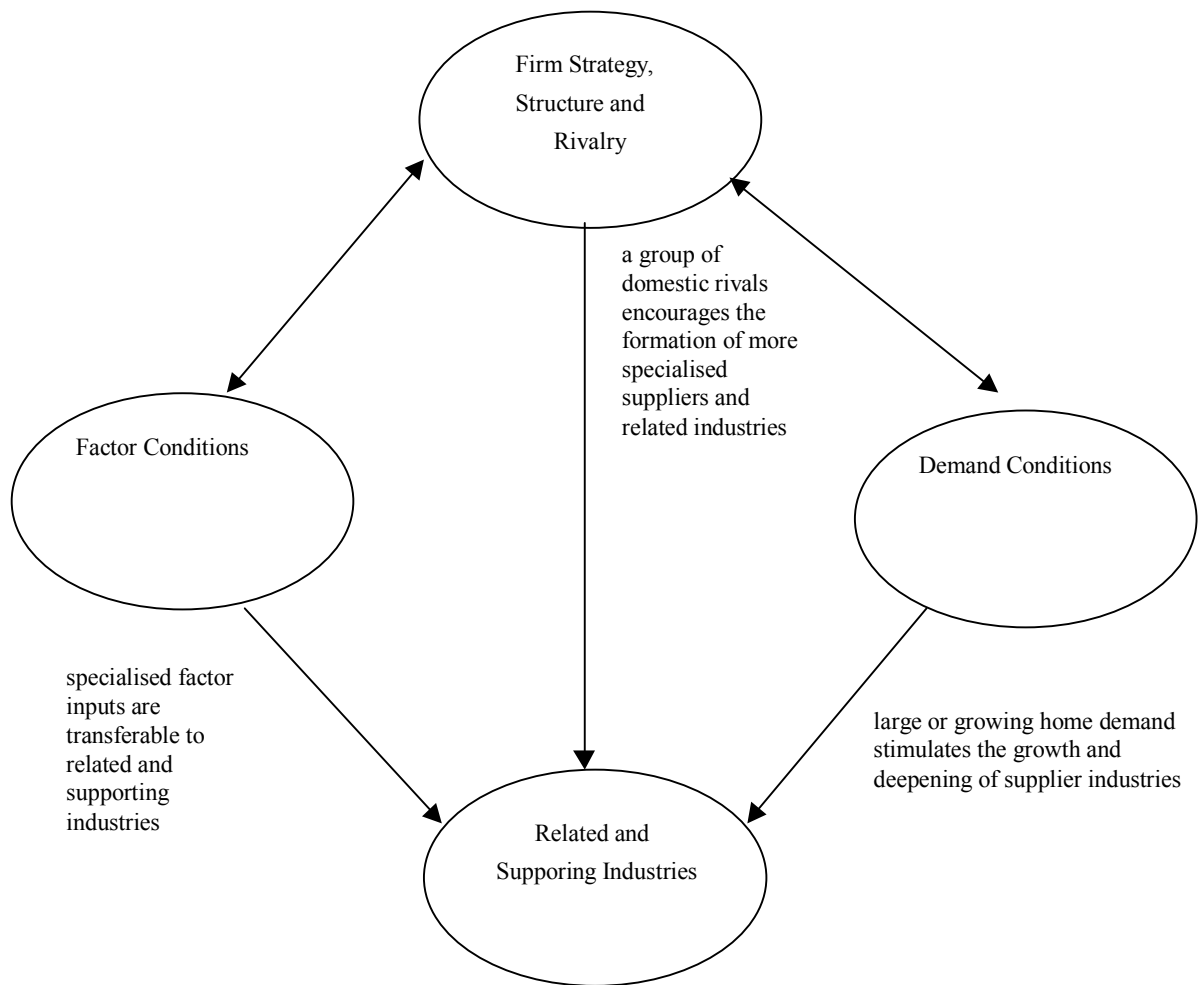 Firm Strategy,
Structure and
Rivalry
a group of
domestic rivals
encourages the
formation of more
specialised
suppliers and
related industries
Factor Conditions
Demand Conditions
specialised factor
inputs are
transferable to
related and
supporting
industries
large or growing home demand
stimulates the growth and
deepening of supplier industries
Related and
Supporing Industries